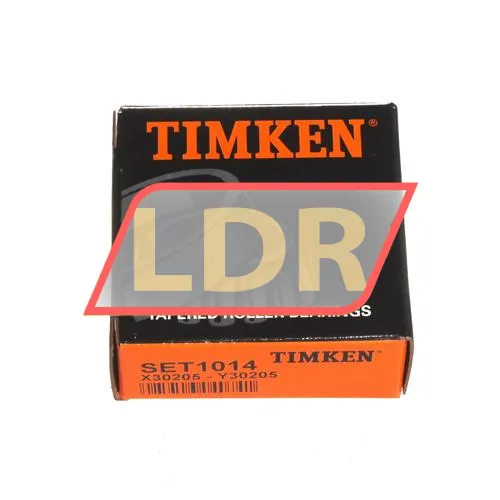 TIMKEN®
LDR
TAPERED ROLLER BEARINGS
SET1014 TIMKEN
X30205 - Y30205